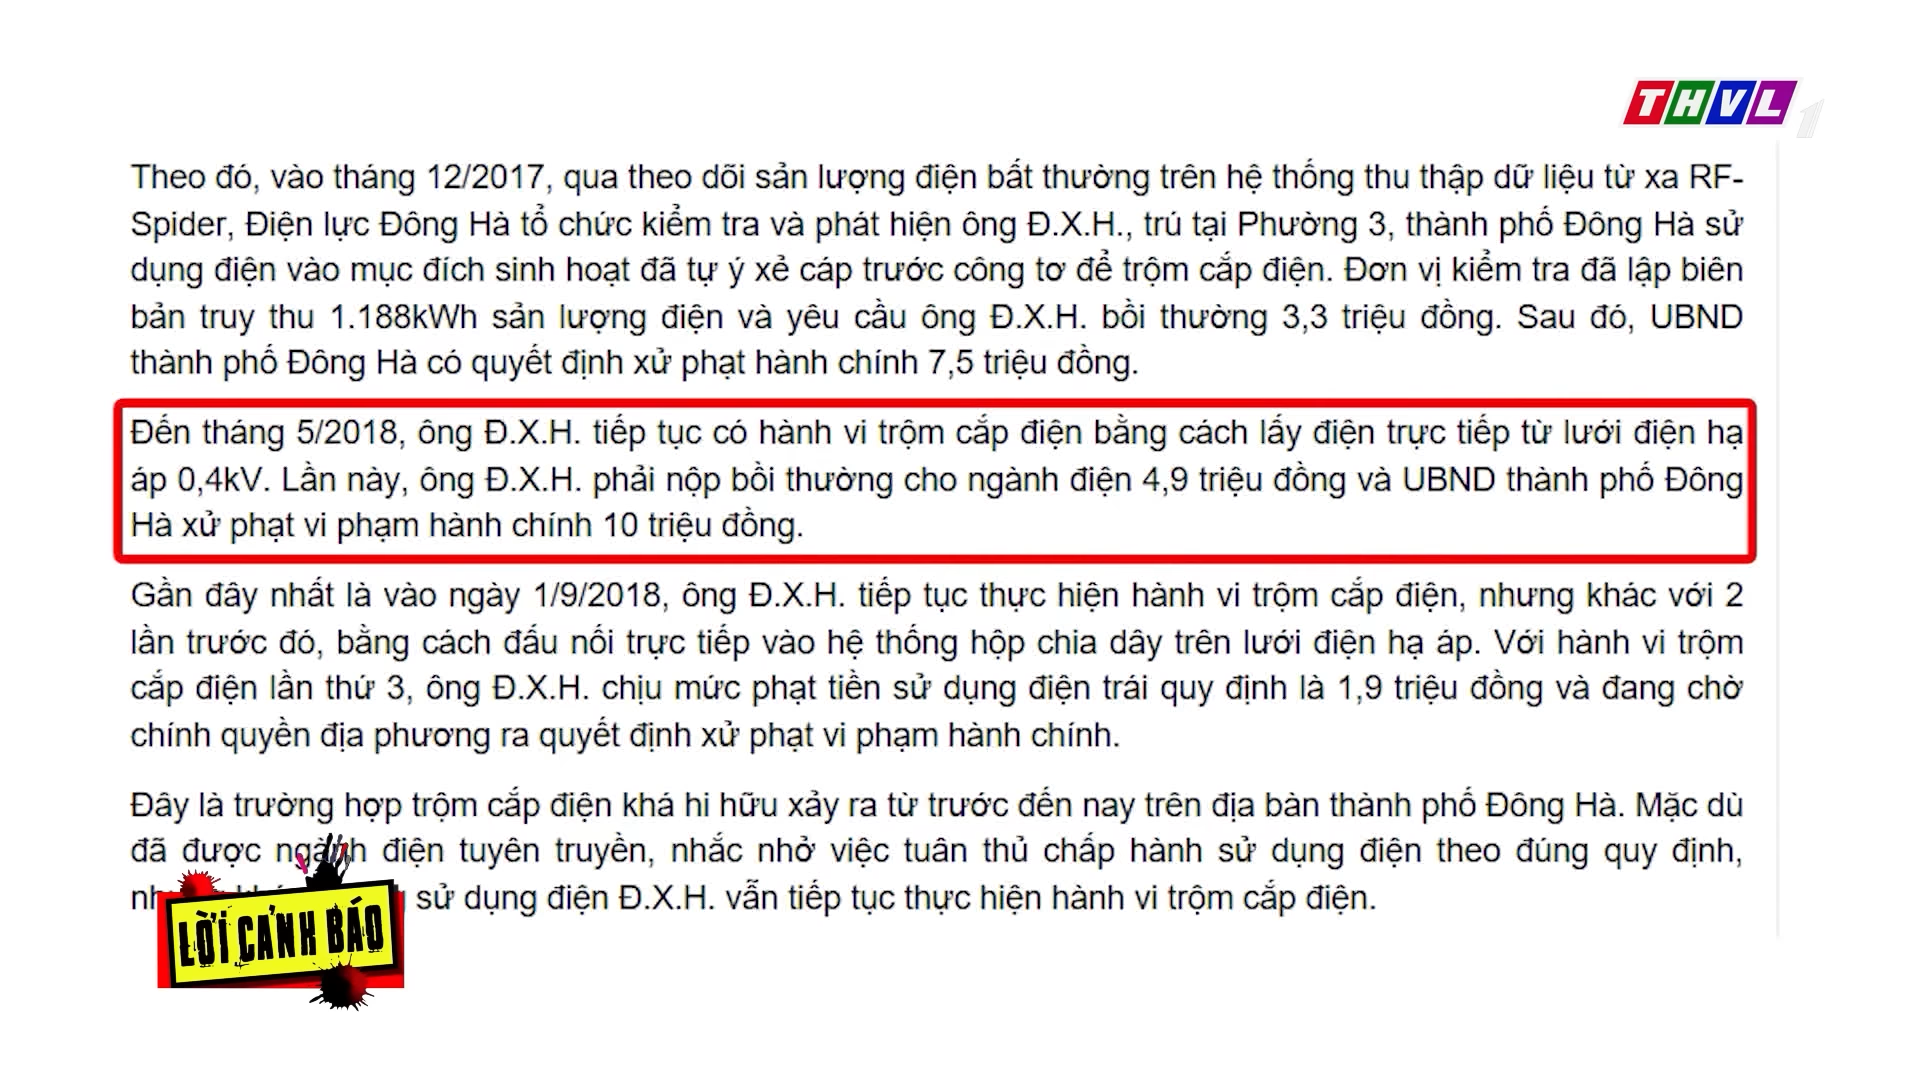 THVL 1
Theo đó, vào tháng 12/2017, qua theo dõi sản lượng điện bất thường trên hệ thống thu thập dữ liệu từ xa RF-
Spider, Điện lực Đông Hà tổ chức kiểm tra và phát hiện ông Đ.X.H., trú tại Phường 3, thành phố Đông Hà sử
dụng điện vào mục đích sinh hoạt đã tự ý xẻ cáp trước công tơ để trộm cắp điện. Đơn vị kiểm tra đã lập biên
bản truy thu 1.188kWh sản lượng điện và yêu cầu ông Đ.X.H. bồi thường 3,3 triệu đồng. Sau đó, UBND
thành phố Đông Hà có quyết định xử phạt hành chính 7,5 triệu đồng.
Đến tháng 5/2018, ông Đ.X.H. tiếp tục có hành vi trộm cắp điện bằng cách lấy điện trực tiếp từ lưới điện hạ
áp 0,4kV. Lần này, ông Đ.X.H. phải nộp bồi thường cho ngành điện 4,9 triệu đồng và UBND thành phố Đông
Hà xử phạt vi phạm hành chính 10 triệu đồng.
Gần đây nhất là vào ngày 1/9/2018, ông Đ.X.H. tiếp tục thực hiện hành vi trộm cắp điện, nhưng khác với 2
lần trước đó, bằng cách đấu nối trực tiếp vào hệ thống hộp chia dây trên lưới điện hạ áp. Với hành vi trộm
cắp điện lần thứ 3, ông Đ.X.H. chịu mức phạt tiền sử dụng điện trái quy định là 1,9 triệu đồng và đang chờ
chính quyền địa phương ra quyết định xử phạt vi phạm hành chính.
Đây là trường hợp trộm cắp điện khá hi hữu xảy ra từ trước đến nay trên địa bàn thành phố Đông Hà. Mặc dù
đã được ngành điện tuyên truyền, nhắc nhở việc tuân thủ chấp hành sử dụng điện theo đúng quy định,
sử dụng điện Đ.X.H. vẫn tiếp tục thực hiện hành vi trộm cắp điện.
LỜI CẢNH BÁO